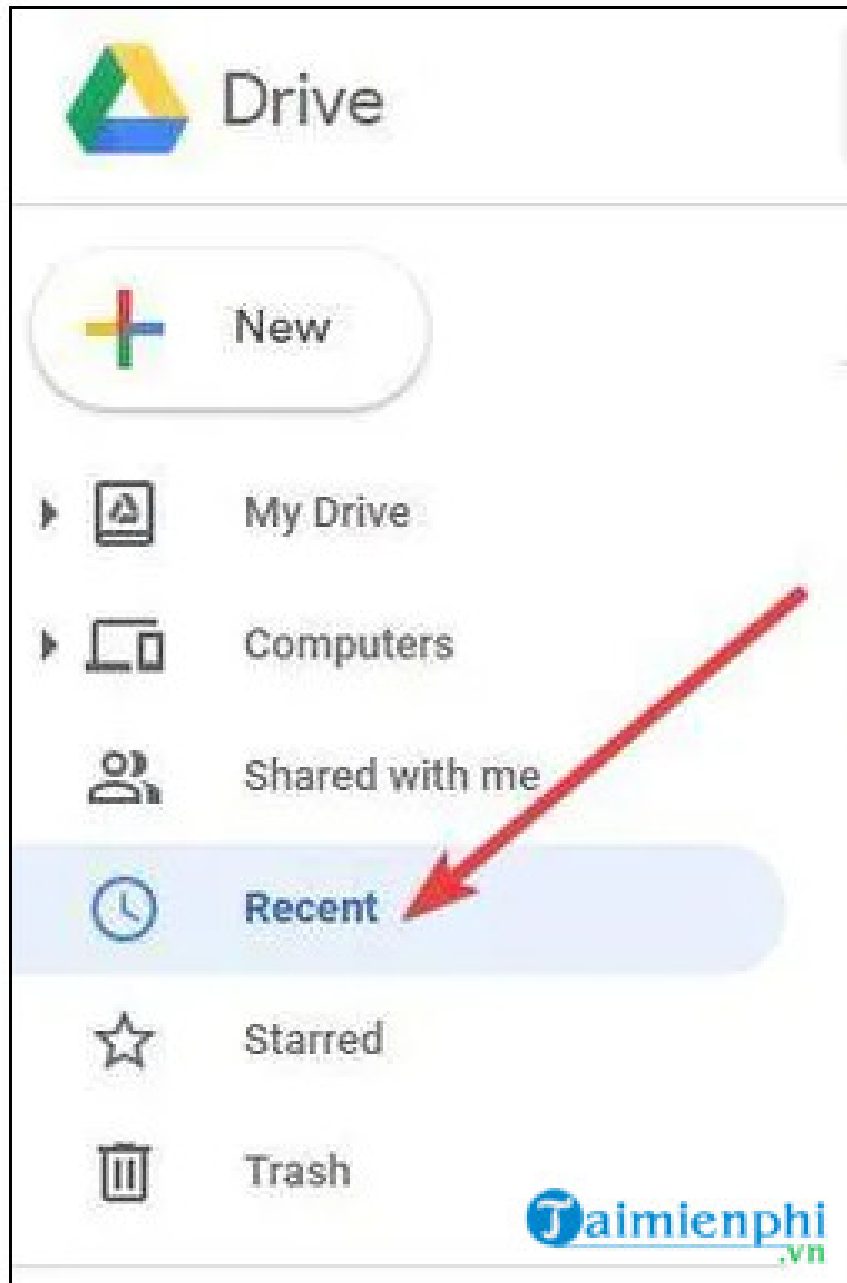 Drive
New
My Drive
Computers
Shared with me
Recent
Starred
Trash
Taimienphi
.vn